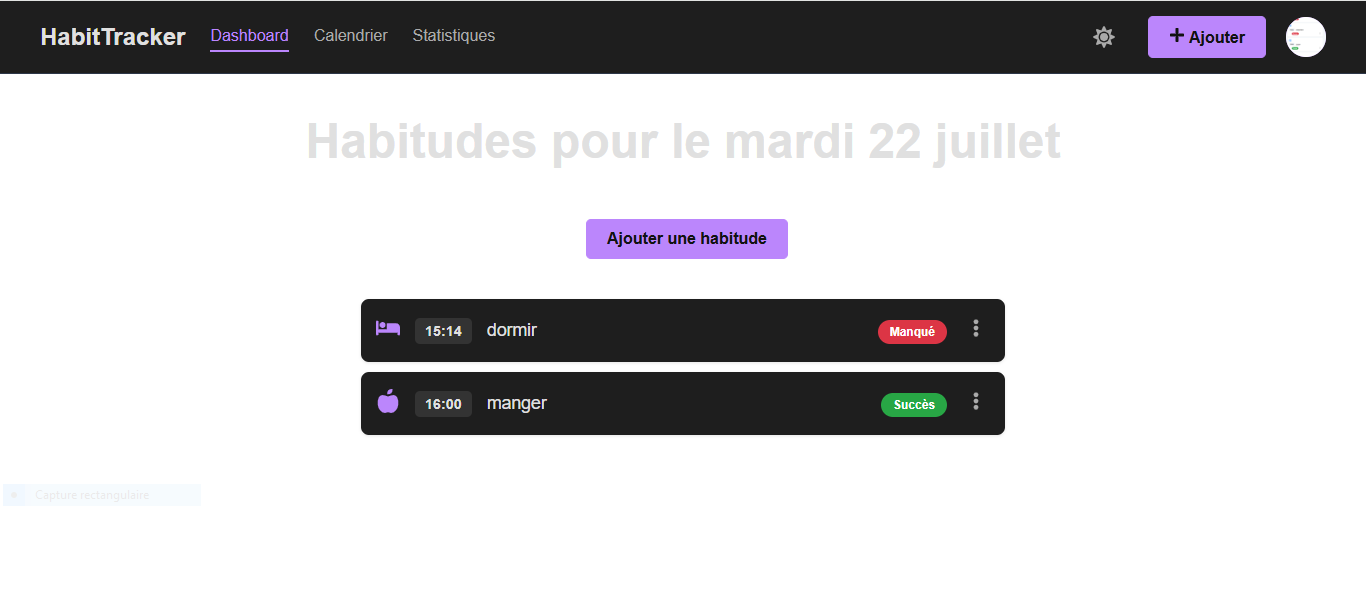 HabitTracker Dashboard Calendrier Statistiques Ajouter
Habitudes pour le mardi 22 juillet
Ajouter une habitude
15:14 dormir Manqué
16:00 manger Succès
Capture rectangulaire